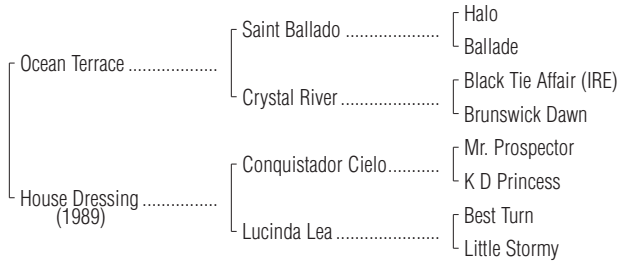 Halo
Saint Ballado .....................
Ballade
Ocean Terrace ..................
Black Tie Affair (IRE)
Crystal River ......................
Brunswick Dawn
Mr. Prospector
Conquistador Cielo...........
K D Princess
House Dressing ...............
(1989)
Best Turn
Lucinda Lea .......................
Little Stormy